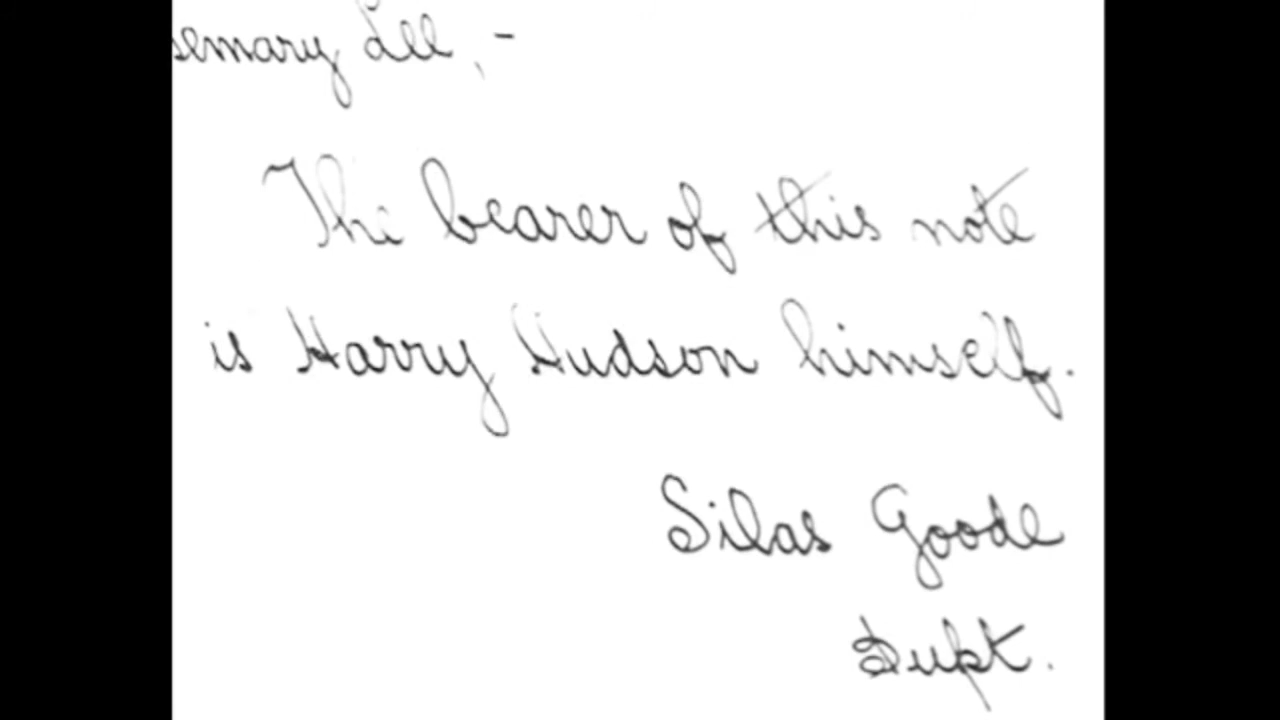 semary Lee,-
The bearer of this note
is Harry Hudson himself.
Silas Goode
Supt.